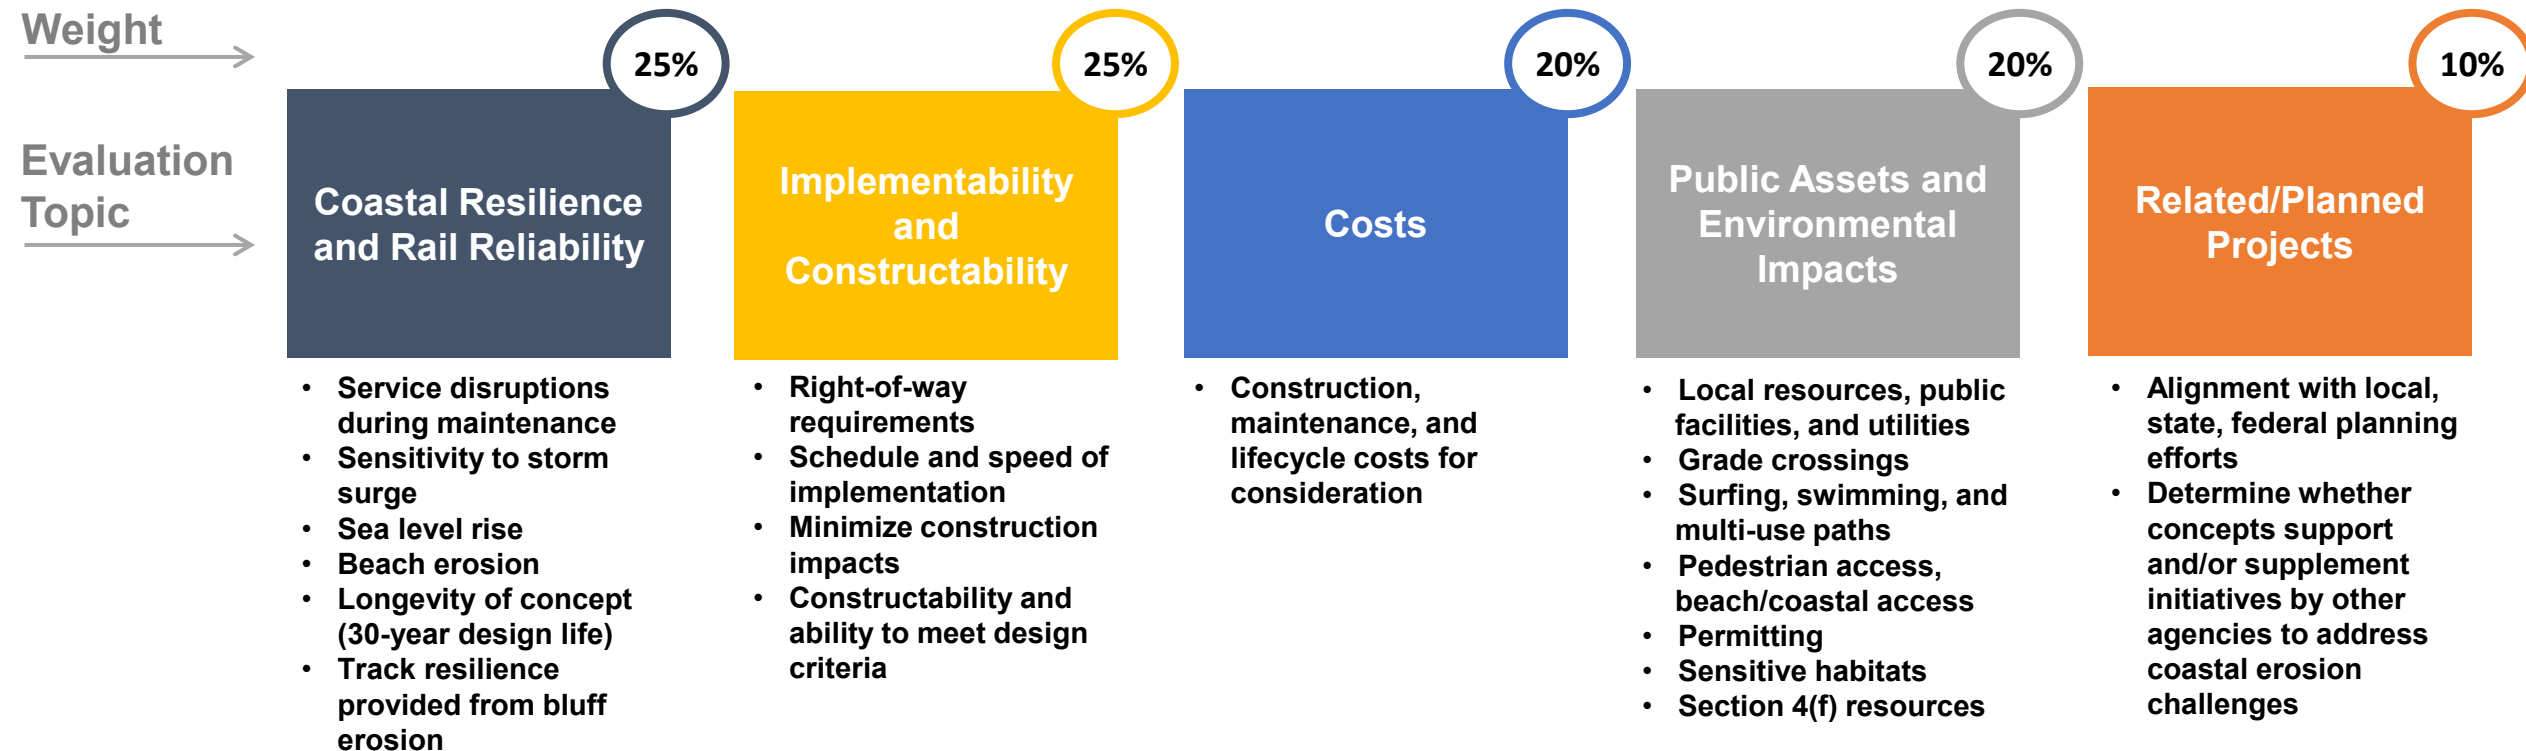 Weight
25%
25%
20%
20%
10%
Evaluation
Topic
Coastal Resilience
and Rail Reliability
Implementability
and
Constructability
Costs
Public Assets and
Environmental
Impacts
Related/Planned
Projects
• Service disruptions
during maintenance
• Sensitivity to storm
surge
• Sea level rise
• Beach erosion
• Longevity of concept
(30-year design life)
• Track resilience
provided from bluff
erosion
• Right-of-way
requirements
• Schedule and speed of
implementation
• Minimize construction
impacts
• Constructability and
ability to meet design
criteria
• Construction,
maintenance, and
lifecycle costs for
consideration
• Local resources, public
facilities, and utilities
• Grade crossings
• Surfing, swimming, and
multi-use paths
• Pedestrian access,
beach/coastal access
• Permitting
• Sensitive habitats
• Section 4(f) resources
• Alignment with local,
state, federal planning
efforts
• Determine whether
concepts support
and/or supplement
initiatives by other
agencies to address
coastal erosion
challenges